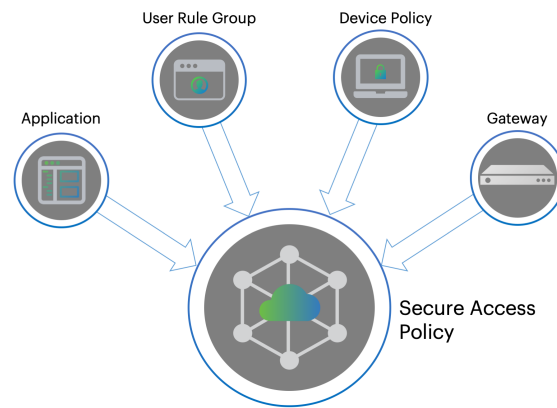 User Rule Group
Device Policy
Application
Gateway
Secure Access
Policy